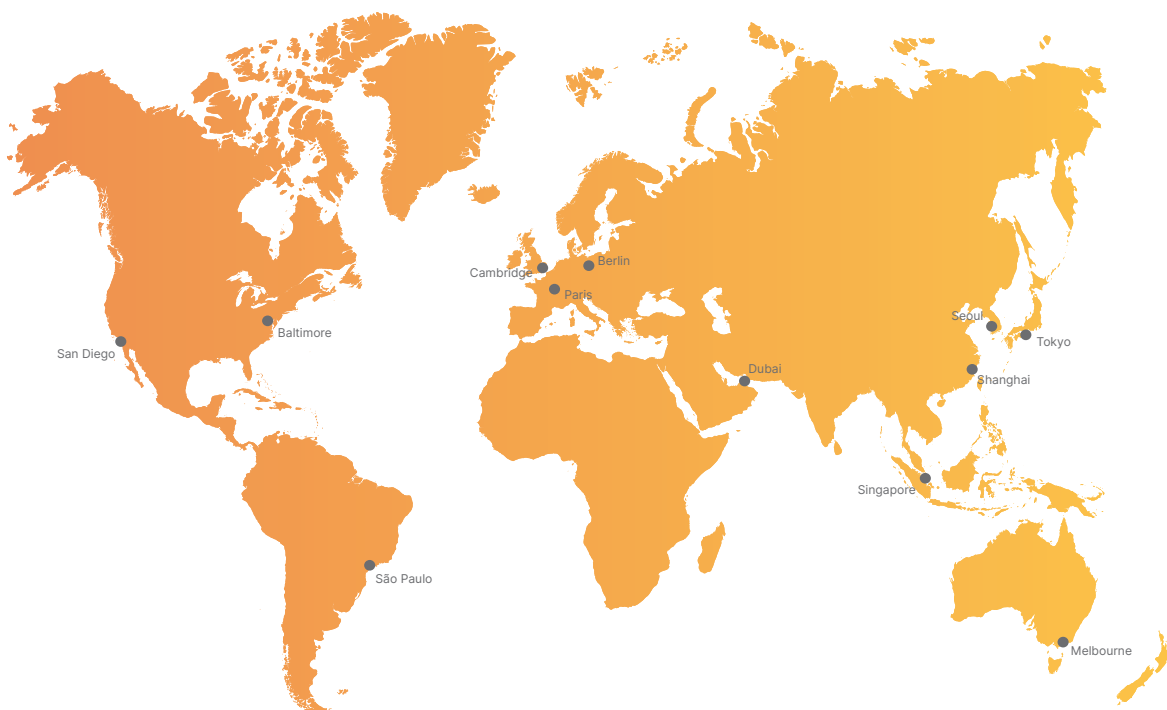 Berlin
Cambridge
Paris
Seoul
Baltimore
Tokyo
San Diego
Dubai
Shanghai
Singapore
São Paulo
Melbourne